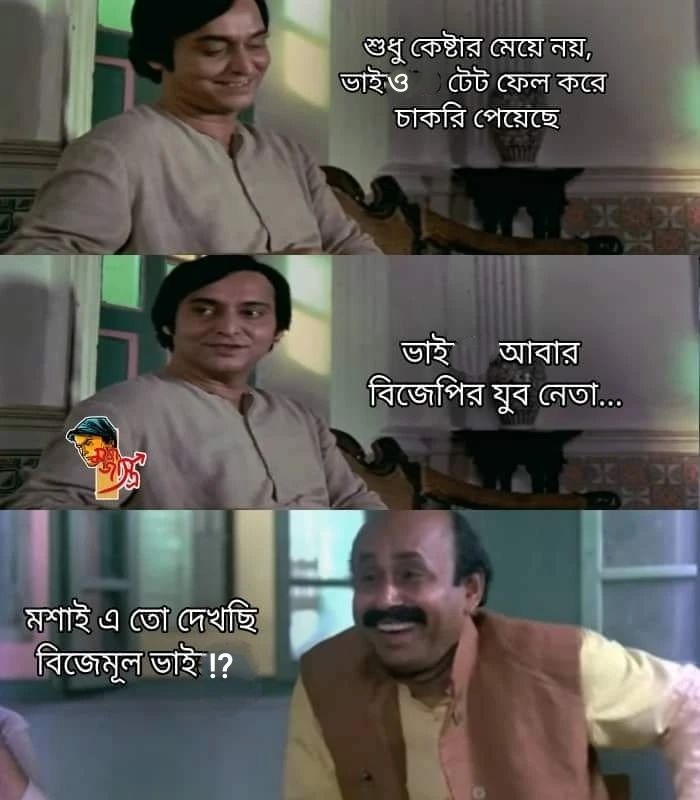 শুধু কেষ্টার মেয়ে নয়,
ভাইও টেট ফেল করে
চাকরি পেয়েছে
ভাই আবার
বিজেপির যুব নেতা...
মশাই এ তো দেখছি
বিজেমূল ভাই !?